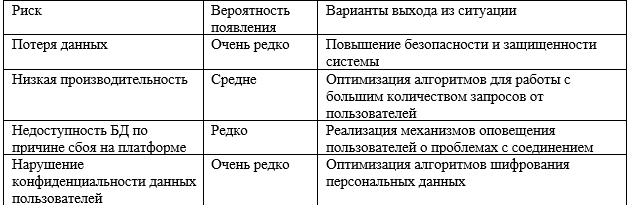 Риск
Вероятность
появления
Варианты выхода из ситуации
Потеря данных
Очень редко
Повышение безопасности и защищенности
системы
Низкая производительность
Средне
Оптимизация алгоритмов для работы с
большим количеством запросов от
пользователей
Недоступность БД по
причине сбоя на платформе
Редко
Реализация механизмов оповещения
пользователей о проблемах с соединением
Нарушение
конфиденциальности данных
пользователей
Очень редко
Оптимизация алгоритмов шифрования
персональных данных